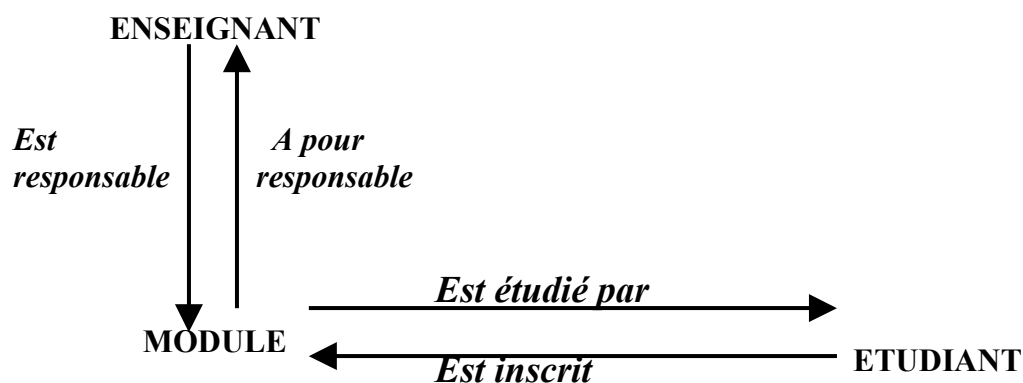 ENSEIGNANT
Est
responsable
A pour
responsable
Est étudié par
MODULE
Est inscrit
ETUDIANT